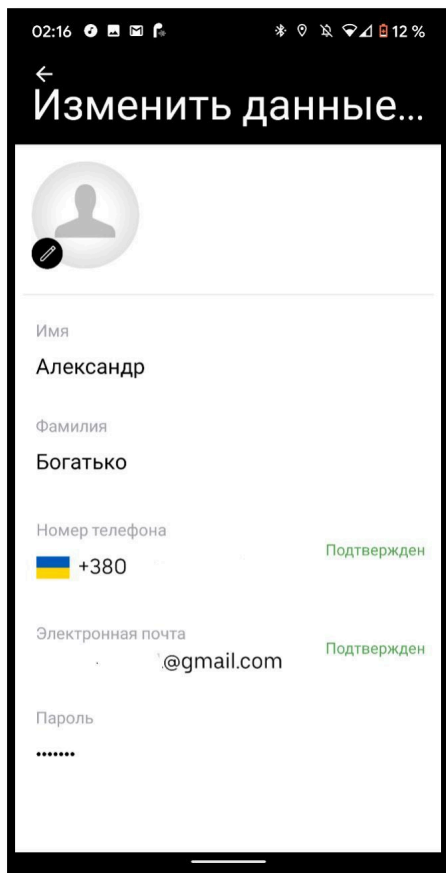 02:16
12 %
Изменить данные...
Имя
Александр
Фамилия
Богатько
Номер телефона
+380
Подтвержден
Электронная почта
@gmail.com
Подтвержден
Пароль
•••••••